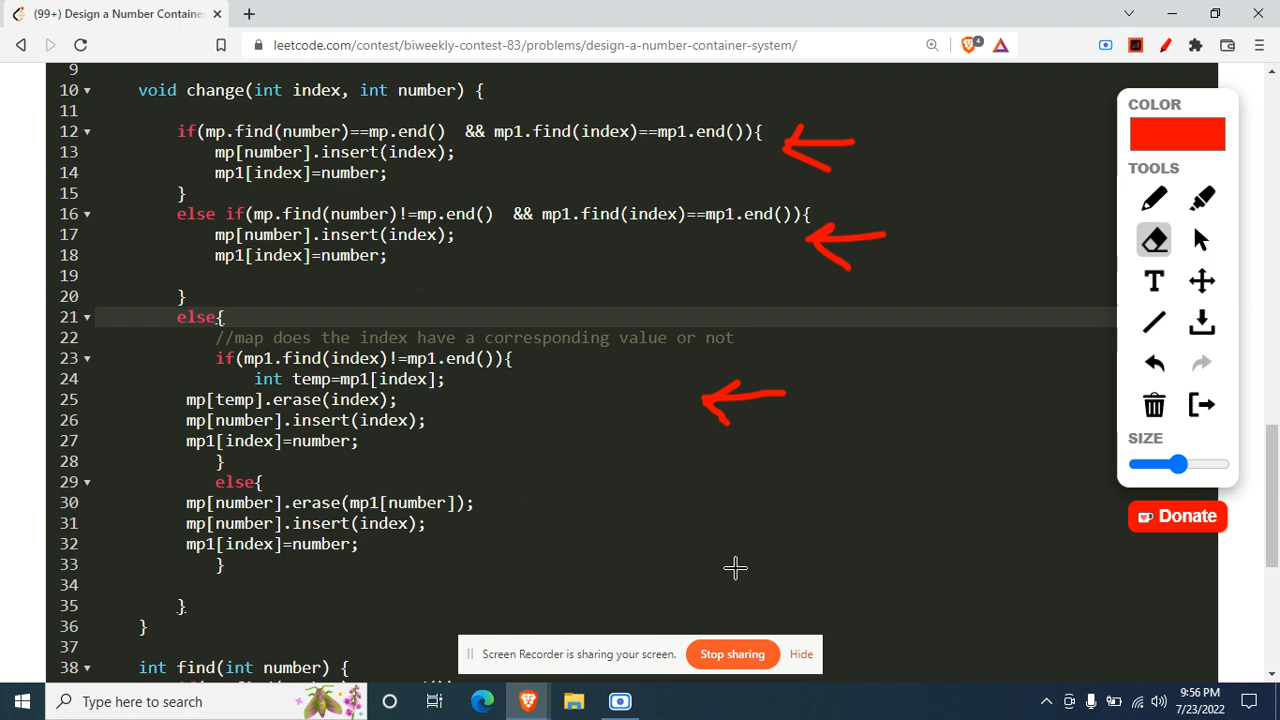 (99+) Design a Number Containe
leetcode.com/contest/biweekly-contest-83/problems/design-a-number-container-system/
4
9
10 void change(int index, int number) {
11
12 if(mp.find(number)==mp.end() && mp1.find(index)==mp1.end()){
13 mp[number].insert(index);
14 mp1[index]=number;
15 }
16 else if(mp.find(number)!=mp.end() && mp1.find(index)==mp1.end()){
17 mp[number].insert(index);
18 mp1[index]=number;
19
20 }
21 else{
22 //map does the index have a corresponding value or not
23 if(mp1.find(index)!=mp1.end()){
24 int temp=mp1[index];
25 mp[temp].erase(index);
26 mp[number].insert(index);
27 mp1[index]=number;
28 }
29 else{
30 mp[number].erase(mp1[number]);
31 mp[number].insert(index);
32 mp1[index]=number;
33 }
34
35 }
36 }
37
38 int find(int number) {
COLOR
TOOLS
T
SIZE
Donate
Screen Recorder is sharing your screen.
Stop sharing
Hide
Type here to search
9:56 PM
7/23/2022